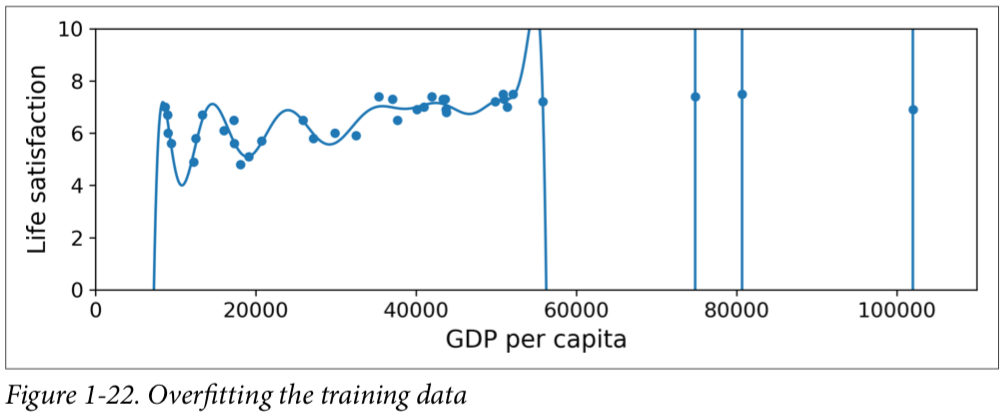 10
8
6
4
2
0
Life satisfaction
0 20000 40000 60000 80000 100000
GDP per capita
Figure 1-22. Overfitting the training data